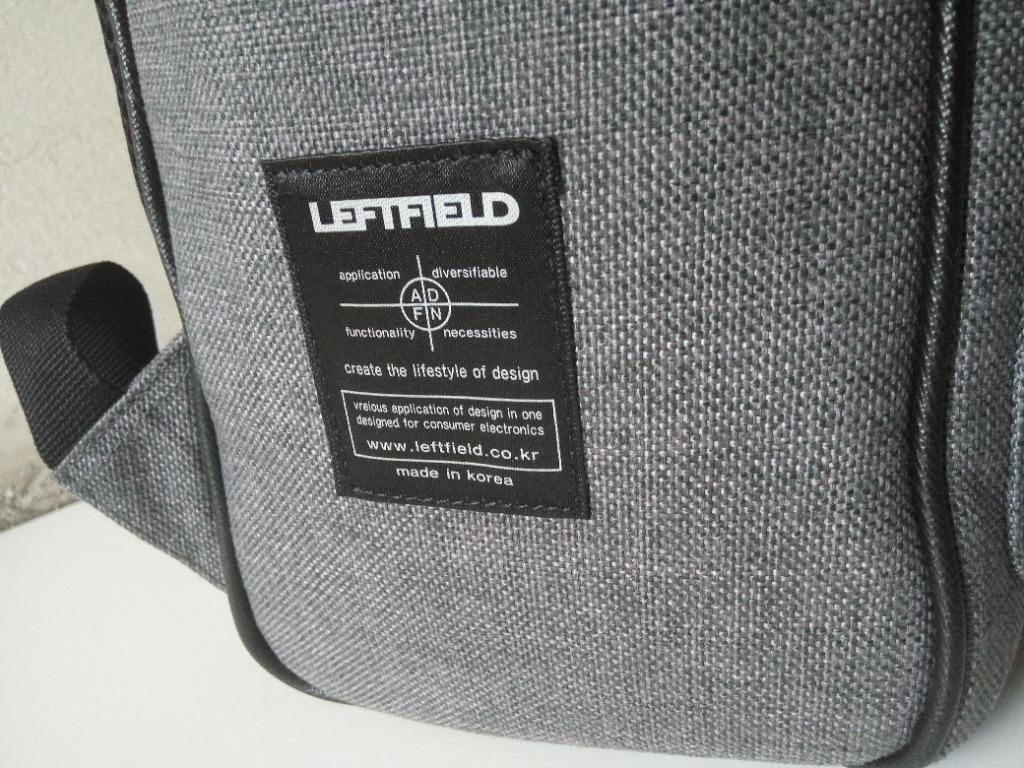 LEFTFIELD
application diversifiable
A D
F N
functionality necessities
create the lifestyle of design
vreious application of design in one
designed for consumer electronics
www.leftfield.co.kr
made in korea